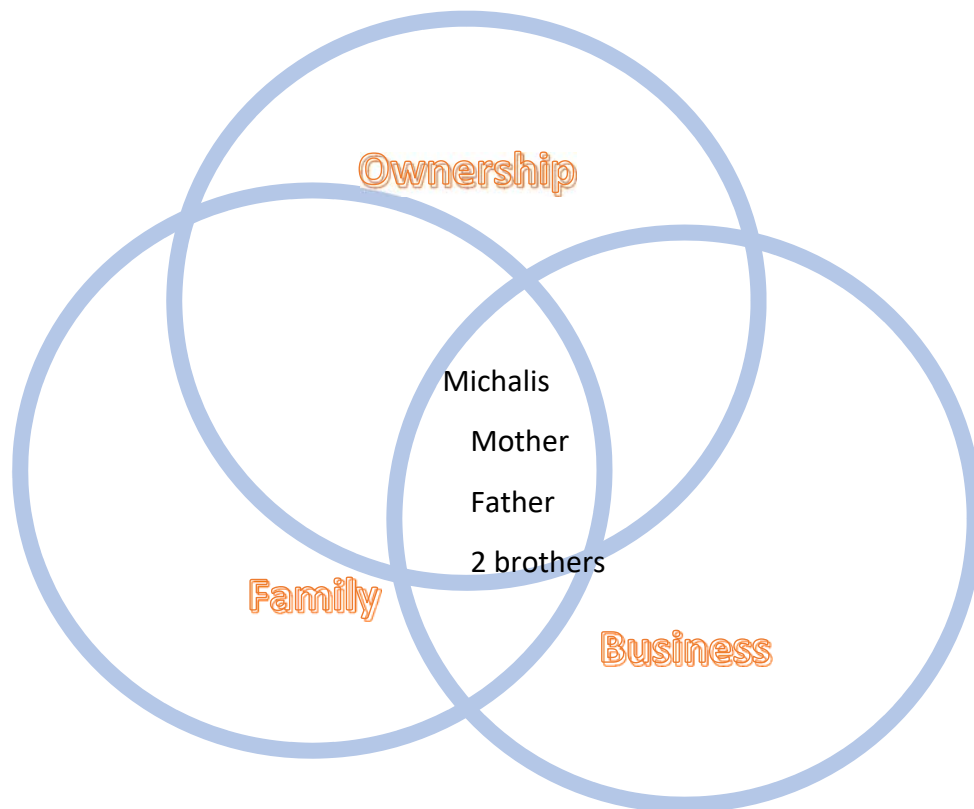 Ownership
Michalis
Mother
Father
2 brothers
Family
Business